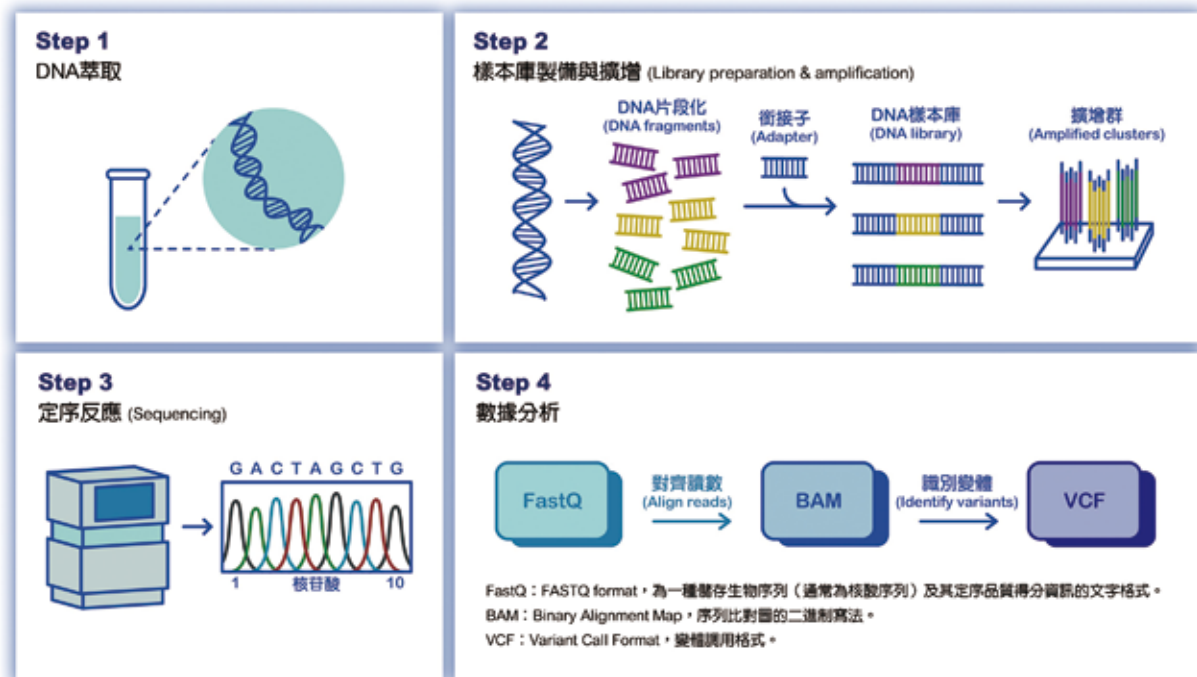 Step 1
DNA萃取
Step 2
樣本庫製備與擴增 (Library preparation & amplification)
DNA片段化
(DNA fragments)
銜接子
(Adapter)
DNA樣本庫
(DNA library)
擴增群
(Amplified clusters)
Step 3
定序反應 (Sequencing)
G A C T A G C T G
1 核苷酸 10
Step 4
數據分析
FastQ
對齊讀數
(Align reads)
BAM
識別變體
(Identify variants)
VCF
FastQ：FASTQ format，為一種儲存生物序列（通常為核酸序列）及其定序品質得分資訊的文字格式。
BAM：Binary Alignment Map，序列比對圖的二進制寫法。
VCF：Variant Call Format，變體調用格式。